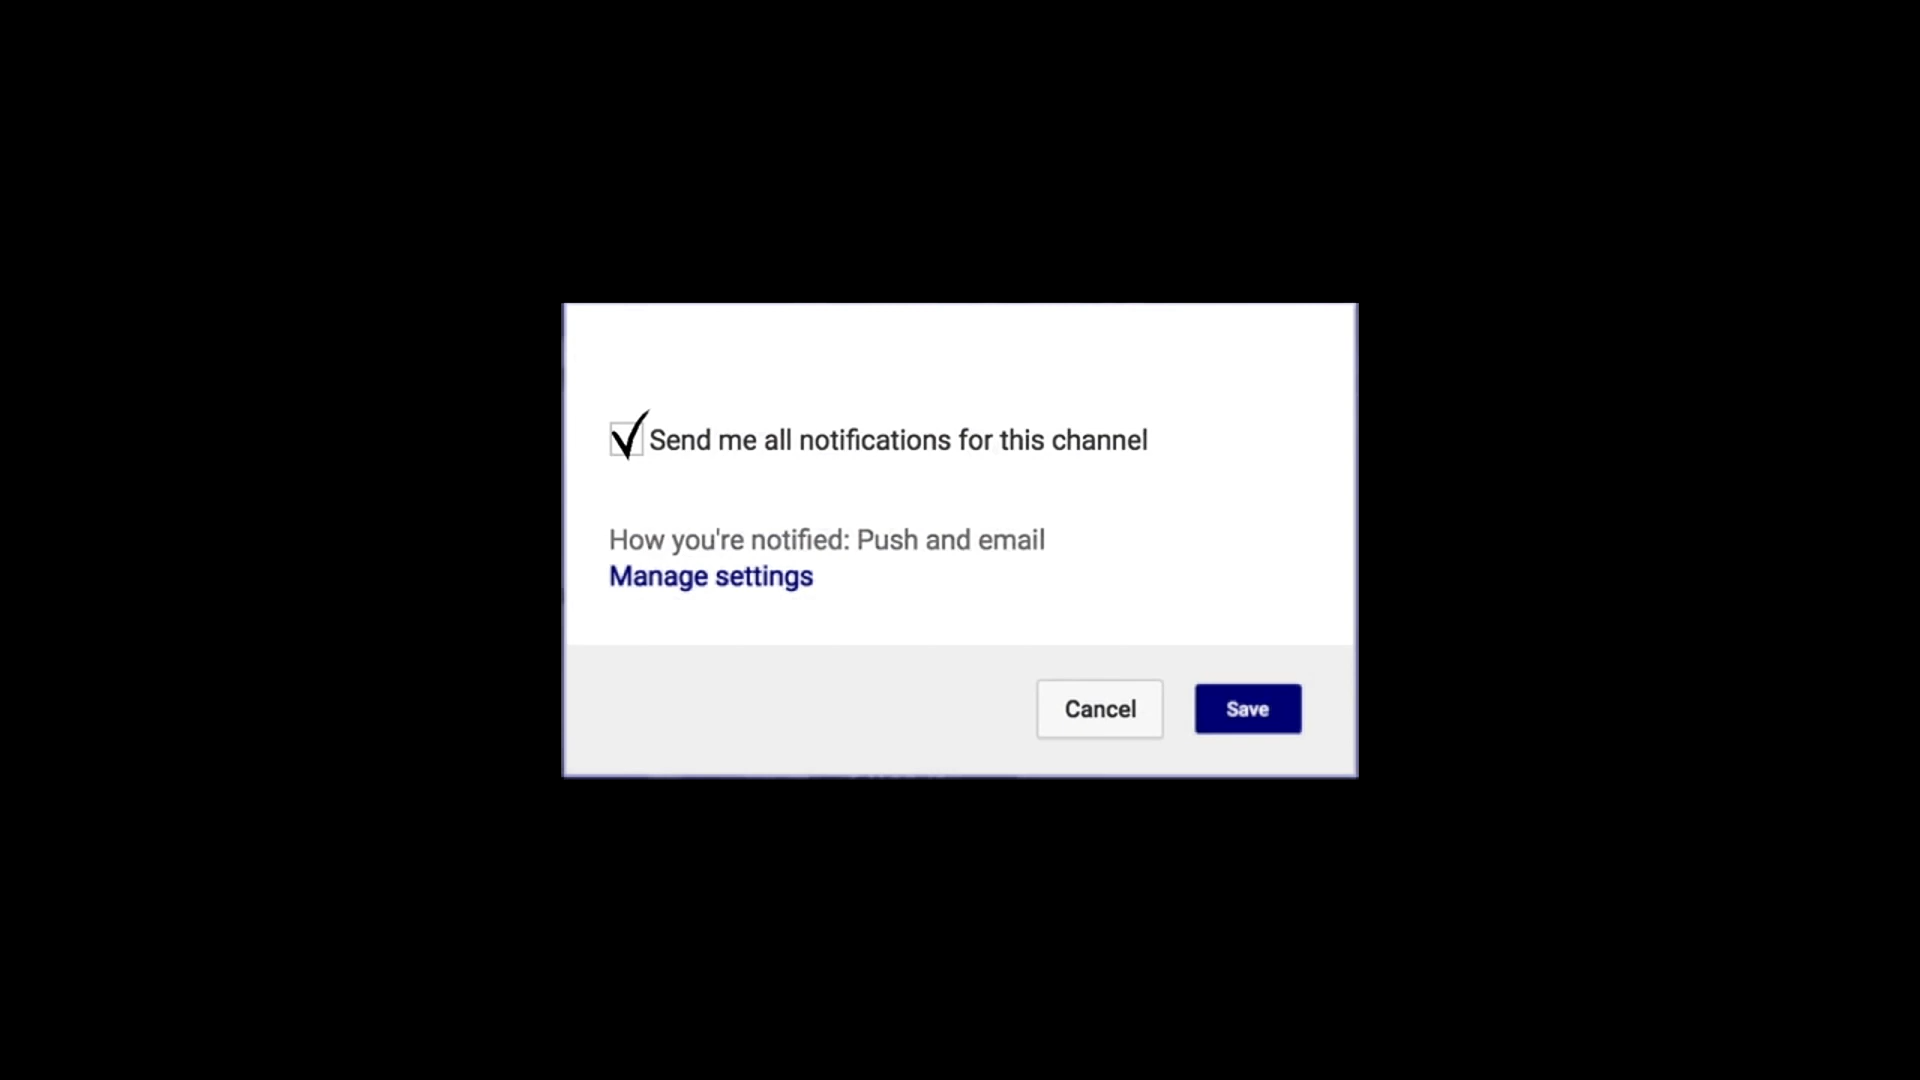 Send me all notifications for this channel
How you're notified: Push and email
Manage settings
Cancel
Save